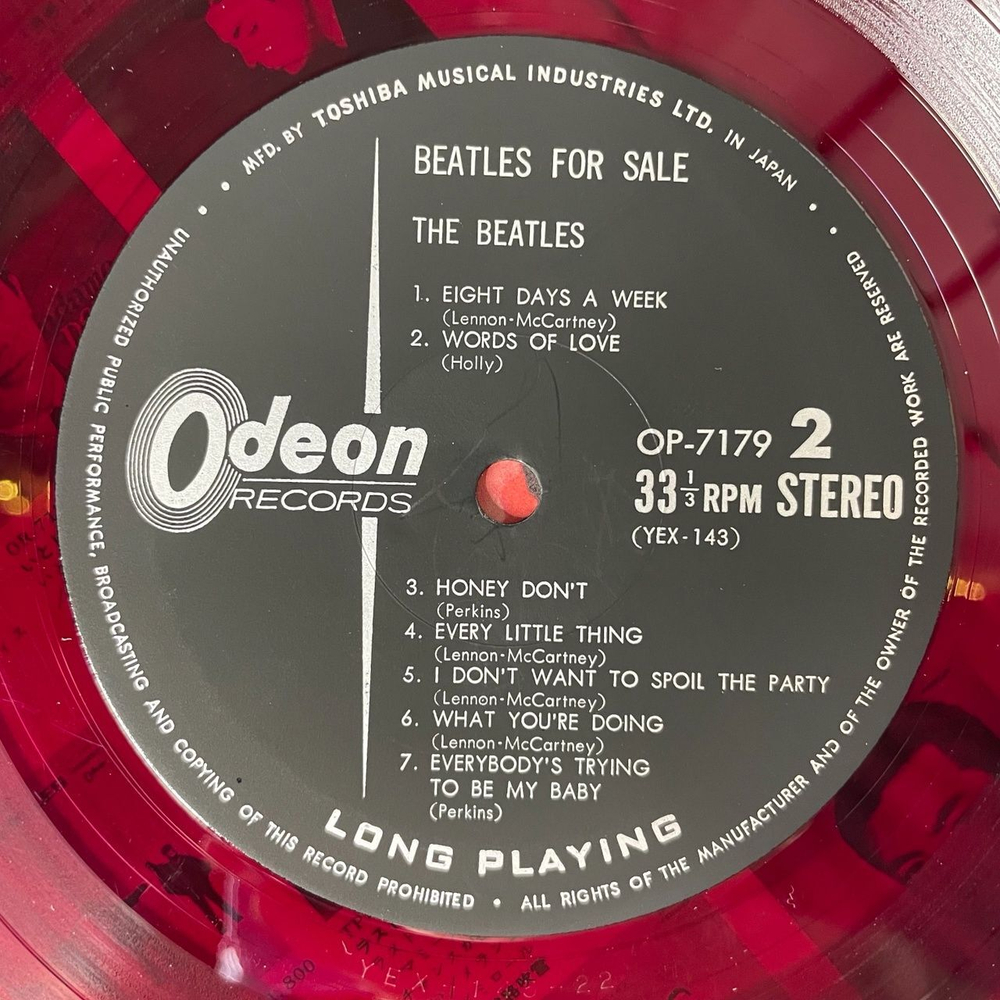 MFD. BY TOSHIBA MUSICAL INDUSTRIES LTD. IN JAPAN
BEATLES FOR SALE
THE BEATLES
1. EIGHT DAYS A WEEK
(Lennon-McCartney)
2. WORDS OF LOVE
(Holly)
Odeon
RECORDS
OP-7179 2
33 1/3 RPM STEREO
(YEX-143)
3. HONEY DON'T
(Perkins)
4. EVERY LITTLE THING
(Lennon-McCartney)
5. I DON'T WANT TO SPOIL THE PARTY
(Lennon-McCartney)
6. WHAT YOU'RE DOING
(Lennon-McCartney)
7. EVERYBODY'S TRYING
TO BE MY BABY
(Perkins)
LONG PLAYING
UNAUTHORIZED PUBLIC PERFORMANCE, BROADCASTING AND COPYING OF THIS RECORD PROHIBITED • ALL RIGHTS OF THE MANUFACTURER AND OF THE OWNER OF THE RECORDED WORK ARE RESERVED